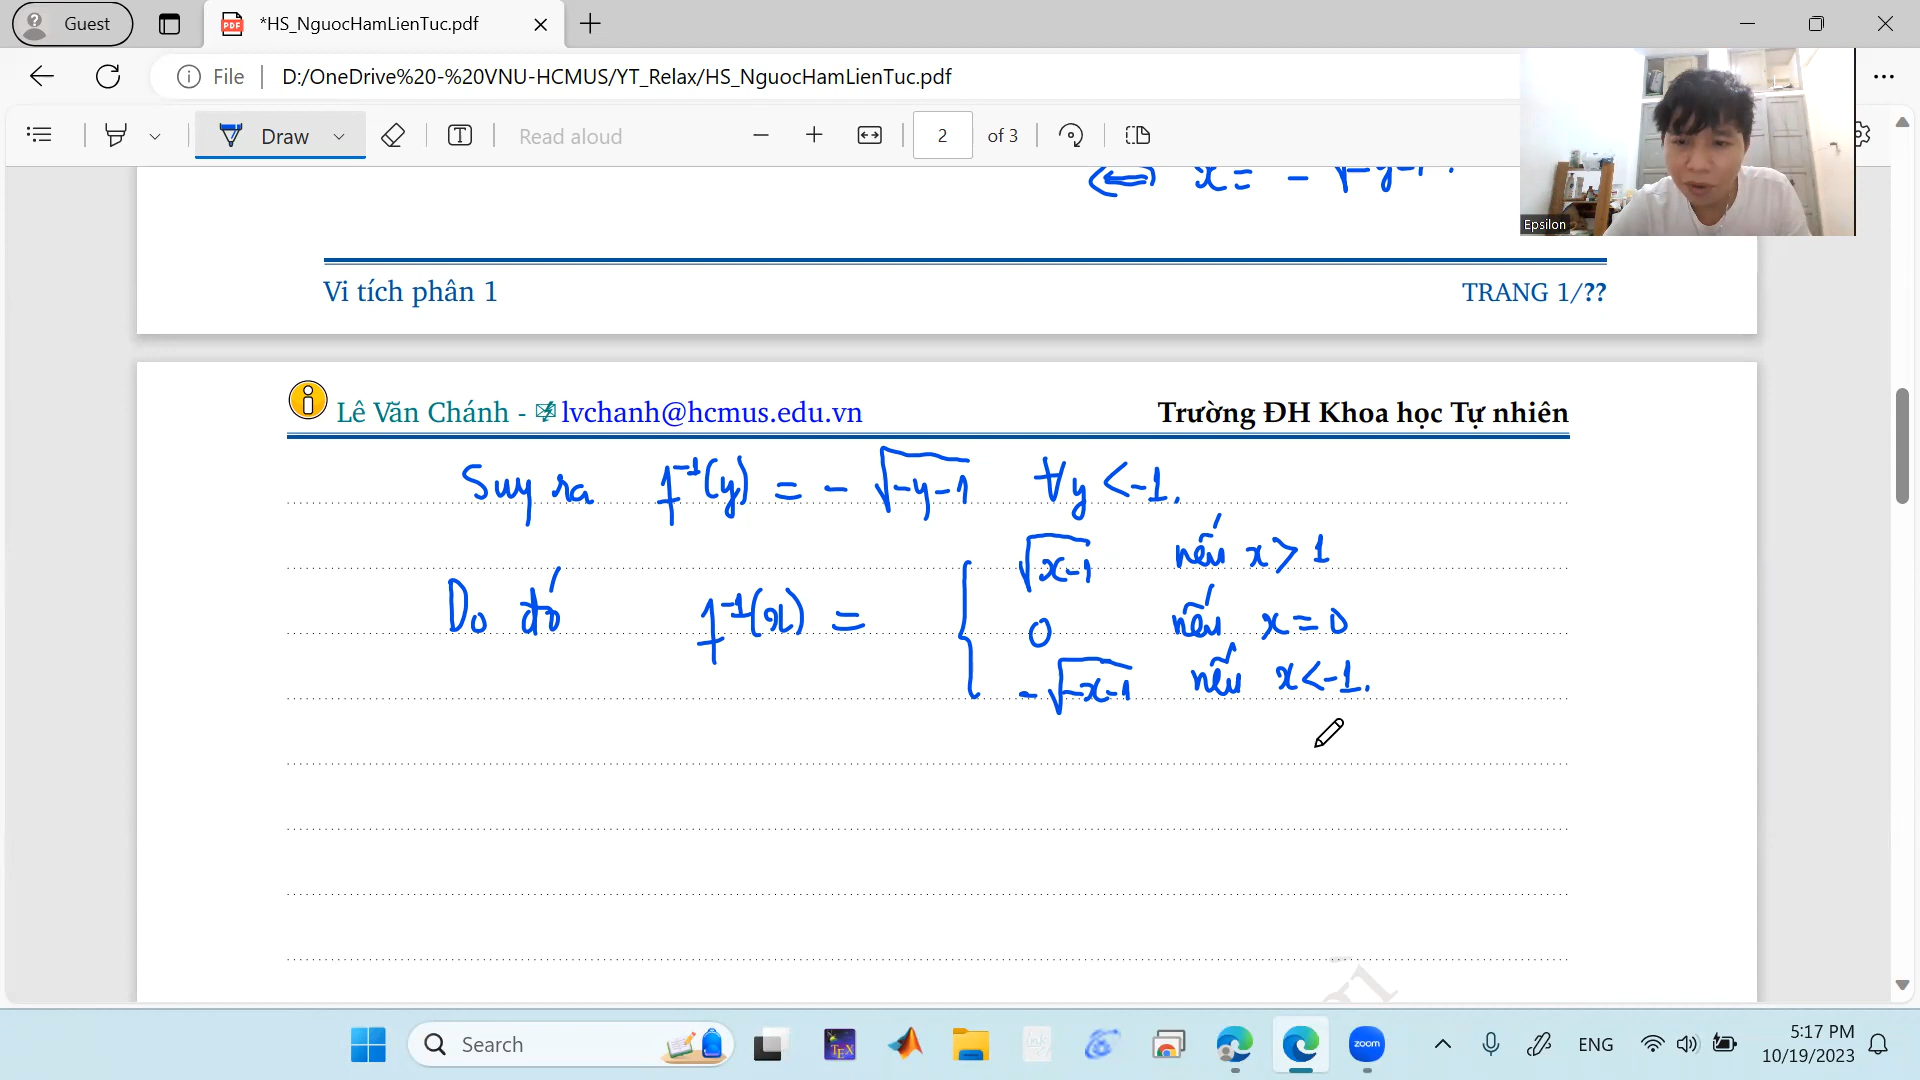 Guest
*HS_NguocHamLienTuc.pdf
File
D:/OneDrive%20-%20VNU-HCMUS/YT_Relax/HS_NguocHamLienTuc.pdf
Draw
Read aloud
2 of 3
⟺ x = - √-y-1 .
Epsilon
Vi tích phân 1
TRANG 1/??
Lê Văn Chánh - lvchanh@hcmus.edu.vn
Trường ĐH Khoa học Tự nhiên
Suy ra f⁻¹(y) = - √-y-1 ∀y < -1.
√x-1 nếu x > 1
Do đó f⁻¹(x) = { 0 nếu x = 0
- √-x-1 nếu x < -1.
Search
zoom
ENG
5:17 PM
10/19/2023